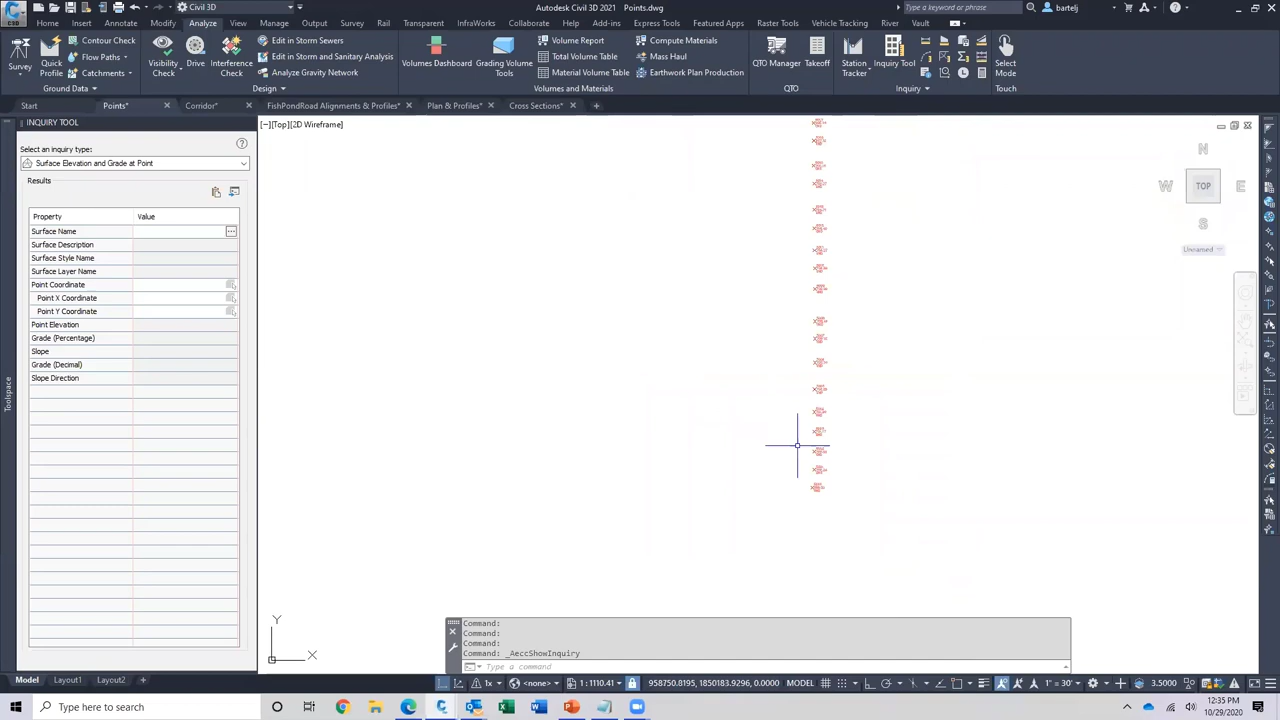 Civil 3D
Autodesk Civil 3D 2021 Points.dwg
Type a keyword or phrase
bartelj
Home
Insert
Annotate
Modify
Analyze
View
Manage
Output
Survey
Rail
Transparent
InfraWorks
Collaborate
Help
Add-ins
Express Tools
Featured Apps
Raster Tools
Vehicle Tracking
River
Vault
Survey
Quick Profile
Contour Check
Flow Paths
Catchments
Ground Data
Visibility Check
Drive
Interference Check
Edit in Storm Sewers
Edit in Storm and Sanitary Analysis
Analyze Gravity Network
Design
Volumes Dashboard
Grading Volume Tools
Volume Report
Total Volume Table
Material Volume Table
Compute Materials
Mass Haul
Earthwork Plan Production
Volumes and Materials
QTO Manager
Takeoff
QTO
Station Tracker
Inquiry Tool
Inquiry
Select Mode
Touch
Start
Points*
Corridor*
FishPondRoad Alignments & Profiles*
Plan & Profiles*
Cross Sections*
INQUIRY TOOL
Select an inquiry type:
Surface Elevation and Grade at Point
Results
Property Value
Surface Name
Surface Description
Surface Style Name
Surface Layer Name
Point Coordinate
Point X Coordinate
Point Y Coordinate
Point Elevation
Grade (Percentage)
Slope
Grade (Decimal)
Slope Direction
Toolspace
[−][Top][2D Wireframe]
N
W
TOP
E
S
Unnamed
Y
X
Command:
Command:
Command:
Command: _AeccShowInquiry
Type a command
Model
Layout1
Layout2
1x
<none>
1 : 1110.41
958750.8195, 1850183.9296, 0.0000
MODEL
1" = 30'
3.5000
Type here to search
12:35 PM
10/29/2020